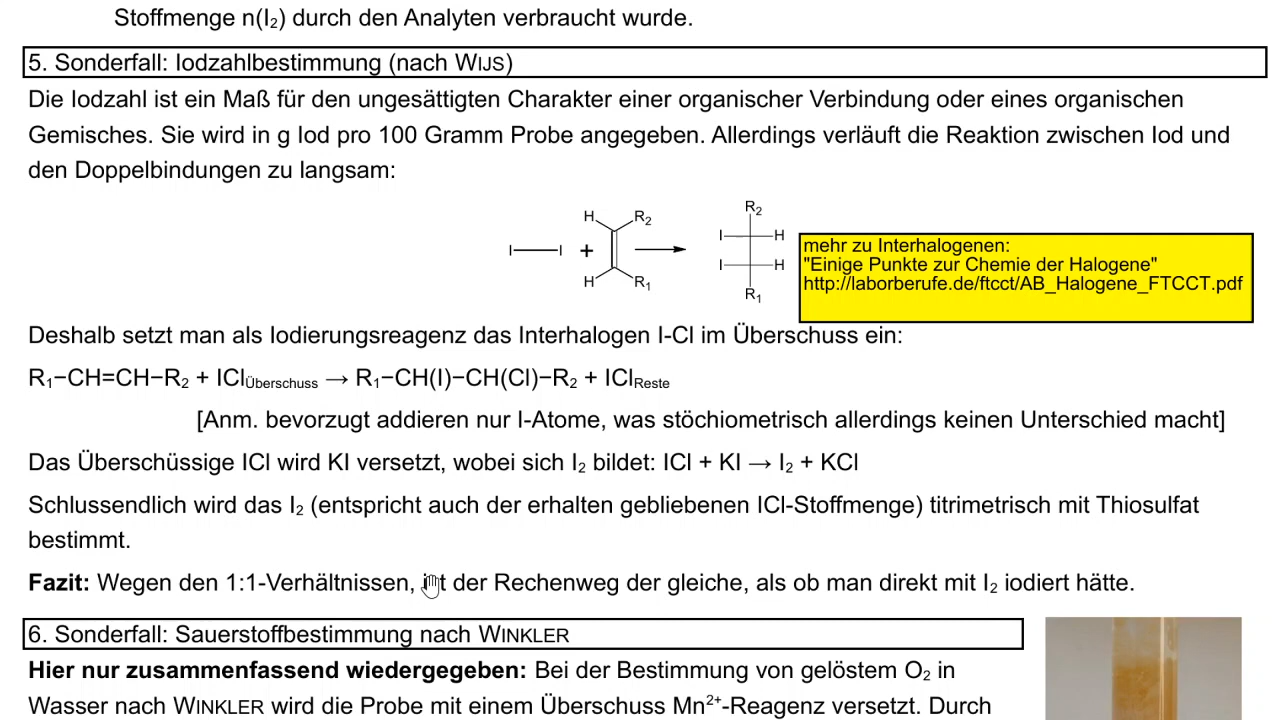 Stoffmenge n(I₂) durch den Analyten verbraucht wurde.
5. Sonderfall: Iodzahlbestimmung (nach WIJS)
Die Iodzahl ist ein Maß für den ungesättigten Charakter einer organischer Verbindung oder eines organischen
Gemisches. Sie wird in g Iod pro 100 Gramm Probe angegeben. Allerdings verläuft die Reaktion zwischen Iod und
den Doppelbindungen zu langsam:
I—I + H R₂ H R₁ → R₂ I H I H R₁
mehr zu Interhalogenen:
"Einige Punkte zur Chemie der Halogene"
http://laborberufe.de/ftcct/AB_Halogene_FTCCT.pdf
Deshalb setzt man als Iodierungsreagenz das Interhalogen I-Cl im Überschuss ein:
R₁−CH=CH−R₂ + ICl Überschuss → R₁−CH(I)−CH(Cl)−R₂ + ICl Reste
[Anm. bevorzugt addieren nur I-Atome, was stöchiometrisch allerdings keinen Unterschied macht]
Das Überschüssige ICl wird KI versetzt, wobei sich I₂ bildet: ICl + KI → I₂ + KCl
Schlussendlich wird das I₂ (entspricht auch der erhalten gebliebenen ICl-Stoffmenge) titrimetrisch mit Thiosulfat
bestimmt.
Fazit: Wegen den 1:1-Verhältnissen, ist der Rechenweg der gleiche, als ob man direkt mit I₂ iodiert hätte.
6. Sonderfall: Sauerstoffbestimmung nach WINKLER
Hier nur zusammenfassend wiedergegeben: Bei der Bestimmung von gelöstem O₂ in
Wasser nach WINKLER wird die Probe mit einem Überschuss Mn²⁺-Reagenz versetzt. Durch